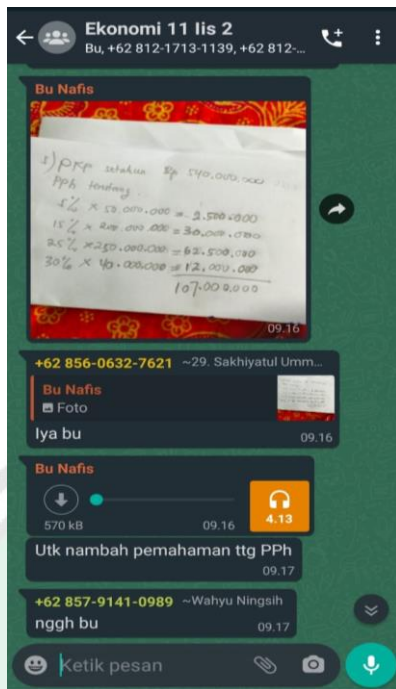 Ekonomi 11 Iis 2
Bu, +62 812-1713-1139, +62 812-...
Bu Nafis
3) PKP setahun Rp 540.000.000
PPh terutang
5% x 50.000.000 = 2.500.000
15% x 200.000.000 = 30.000.000
25% x 250.000.000 = 62.500.000
30% x 40.000.000 = 12.000.000
107.000.000
09.16
+62 856-0632-7621 ~29. Sakhiyatul Umm...
Bu Nafis
Foto
Iya bu
09.16
Bu Nafis
570 kB
09.16
4.13
Utk nambah pemahaman ttg PPh
09.17
+62 857-9141-0989 ~Wahyu Ningsih
nggh bu
09.17
Ketik pesan